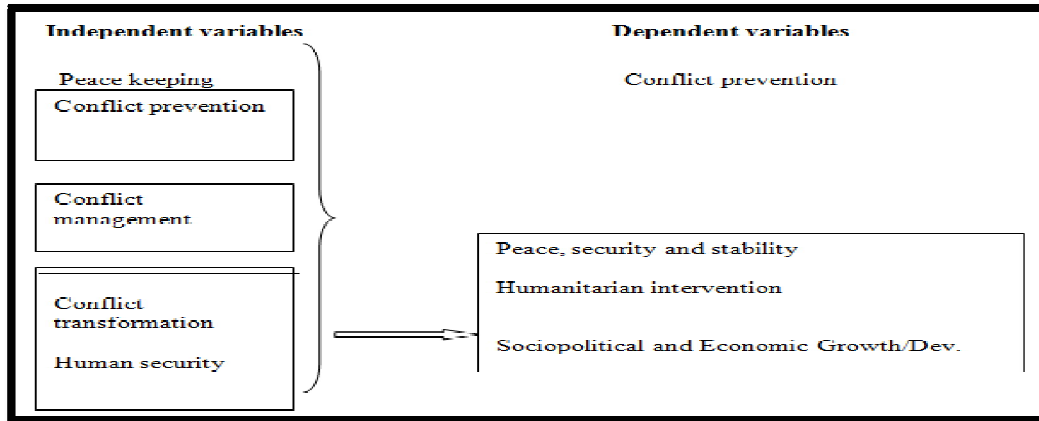 Independent variables
Dependent variables
Peace keeping
Conflict prevention
Conflict prevention
Conflict
management
Conflict
transformation
Human security
Peace, security and stability
Humanitarian intervention
Sociopolitical and Economic Growth/Dev.